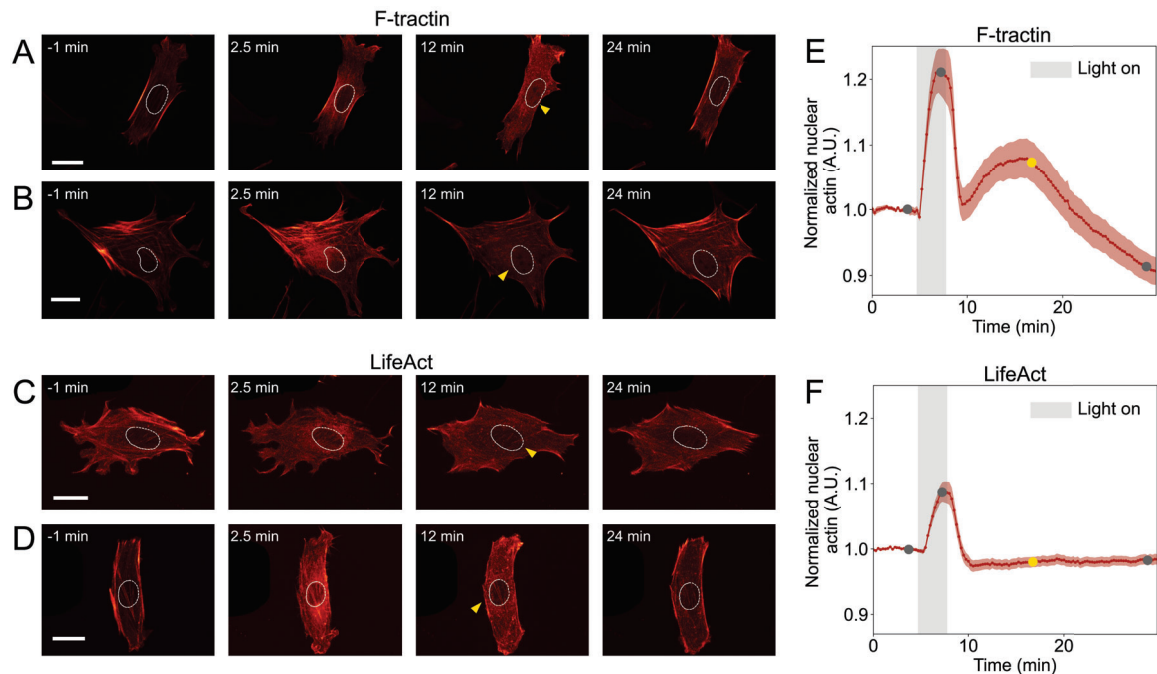 F-tractin
A
-1 min
2.5 min
12 min
24 min
B
-1 min
2.5 min
12 min
24 min
LifeAct
C
-1 min
2.5 min
12 min
24 min
D
-1 min
2.5 min
12 min
24 min
E
F-tractin
Light on
Normalized nuclear
actin (A.U.)
1.2
1.1
1.0
0.9
0
10
20
Time (min)
F
LifeAct
Light on
Normalized nuclear
actin (A.U.)
1.2
1.1
1.0
0.9
0
10
20
Time (min)